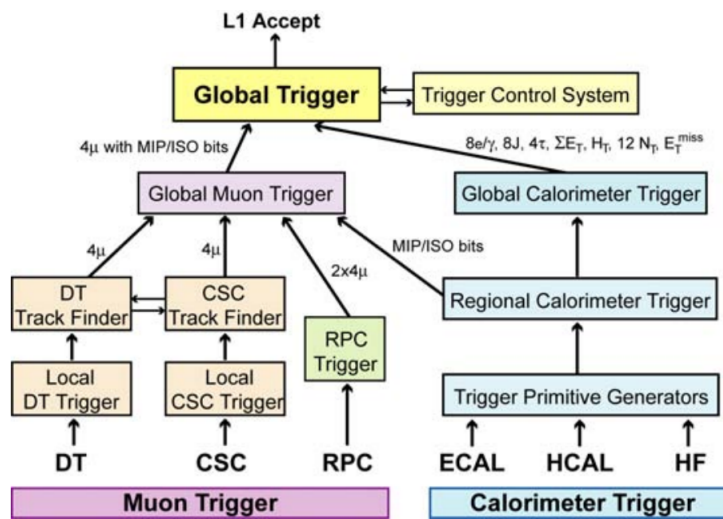 L1 Accept
Global Trigger
Trigger Control System
4μ with MIP/ISO bits
8e/γ, 8J, 4τ, ΣE_T, H_T, 12 N_T, E_T^miss
Global Muon Trigger
Global Calorimeter Trigger
4μ
4μ
2x4μ
MIP/ISO bits
DT
Track Finder
CSC
Track Finder
Regional Calorimeter Trigger
RPC
Trigger
Local
DT Trigger
Local
CSC Trigger
Trigger Primitive Generators
DT
CSC
RPC
ECAL
HCAL
HF
Muon Trigger
Calorimeter Trigger